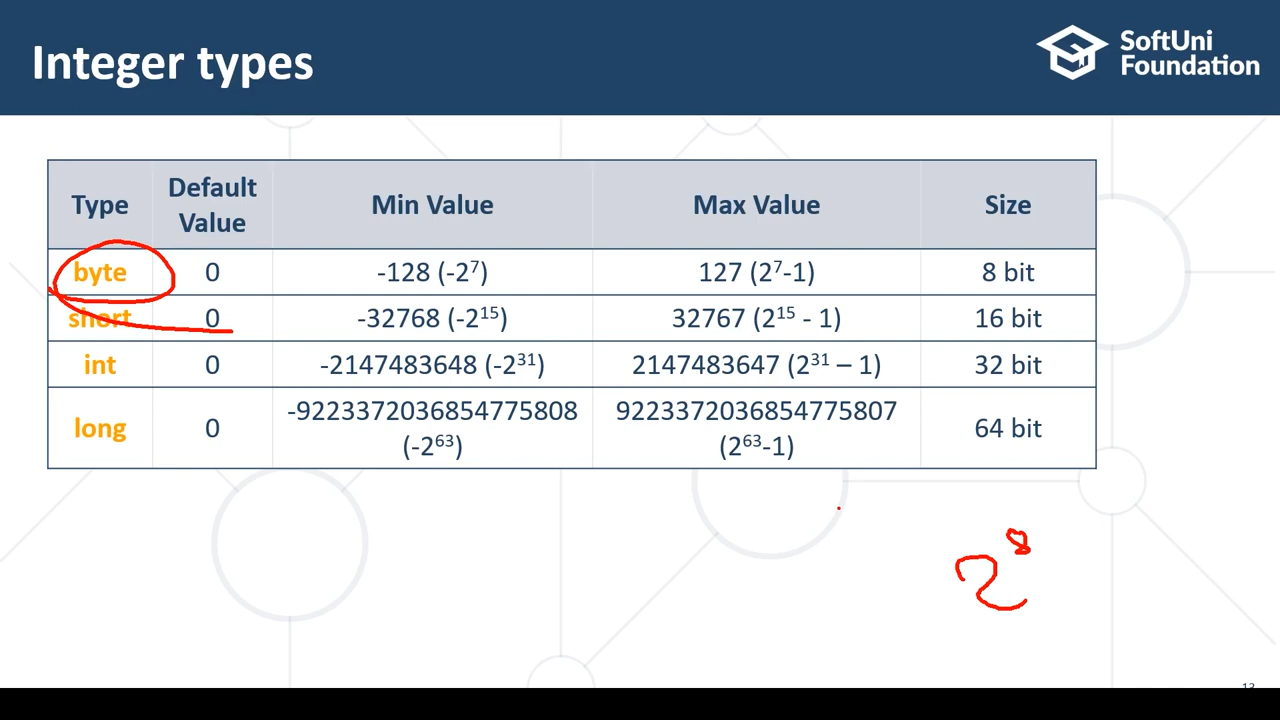 Integer types
SoftUni
Foundation
Type Default Value Min Value Max Value Size
byte 0 -128 (-2⁷) 127 (2⁷-1) 8 bit
short 0 -32768 (-2¹⁵) 32767 (2¹⁵ - 1) 16 bit
int 0 -2147483648 (-2³¹) 2147483647 (2³¹ – 1) 32 bit
long 0 -9223372036854775808 (-2⁶³) 9223372036854775807 (2⁶³-1) 64 bit
2⁸
13